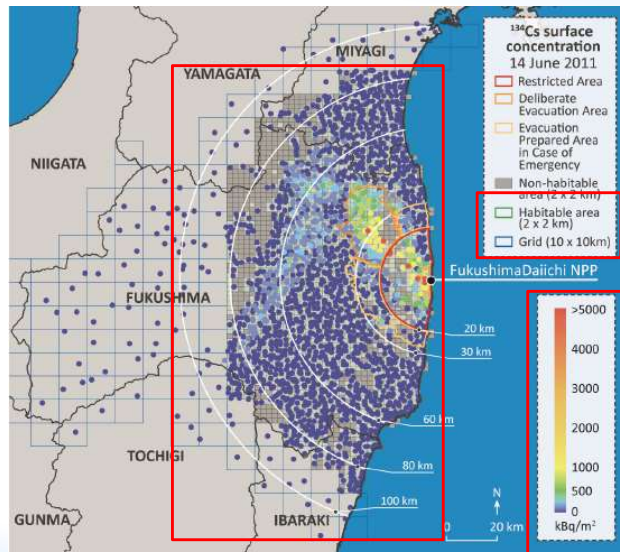 MIYAGI
YAMAGATA
NIIGATA
FUKUSHIMA
TOCHIGI
GUNMA
IBARAKI
134Cs surface
concentration
14 June 2011
Restricted Area
Deliberate
Evacuation Area
Evacuation
Prepared Area
in Case of
Emergency
Non-habitable
area (2 x 2 km)
Habitable area
(2 x 2 km)
Grid (10 x 10km)
FukushimaDaiichi NPP
20 km
30 km
60 km
80 km
100 km
>5000
4000
3000
2000
1000
500
0
kBq/m²
N
0 20 km